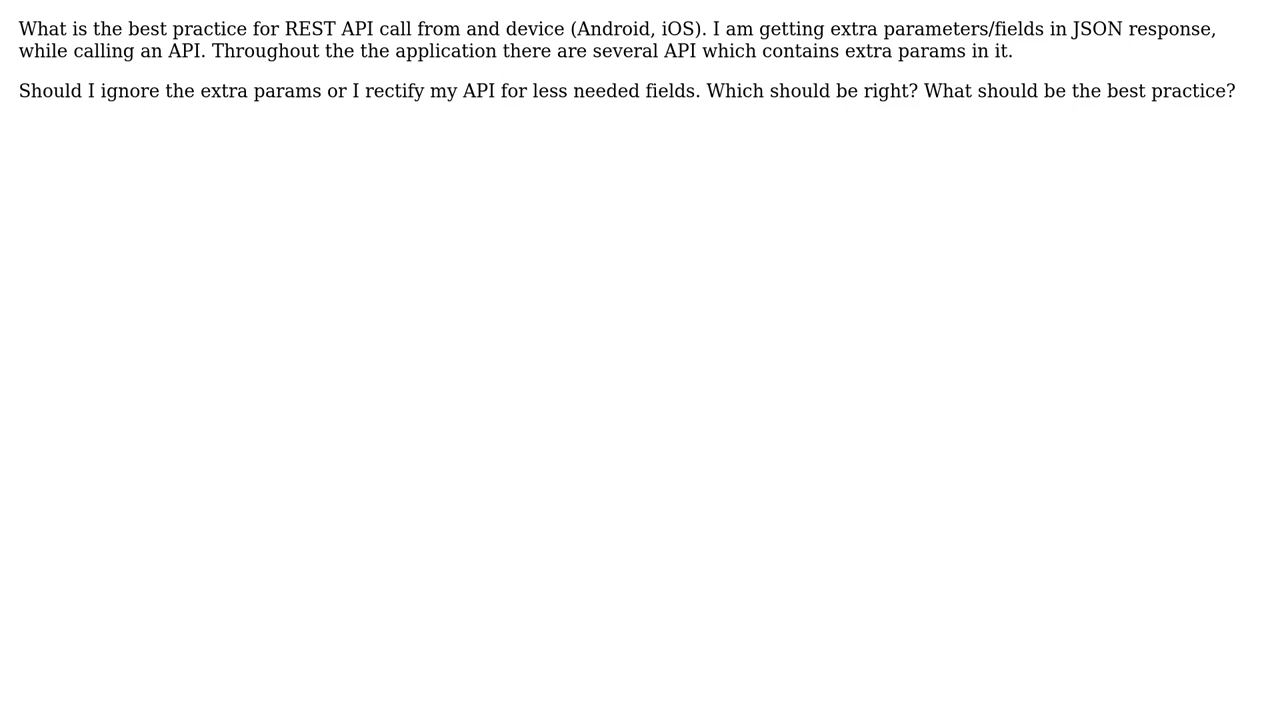 What is the best practice for REST API call from and device (Android, iOS). I am getting extra parameters/fields in JSON response,
while calling an API. Throughout the the application there are several API which contains extra params in it.
Should I ignore the extra params or I rectify my API for less needed fields. Which should be right? What should be the best practice?